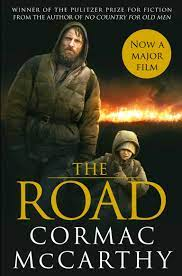 WINNER OF THE PULITZER PRIZE FOR FICTION
FROM THE AUTHOR OF NO COUNTRY FOR OLD MEN
NOW A
MAJOR
FILM
THE
ROAD
CORMAC
McCARTHY